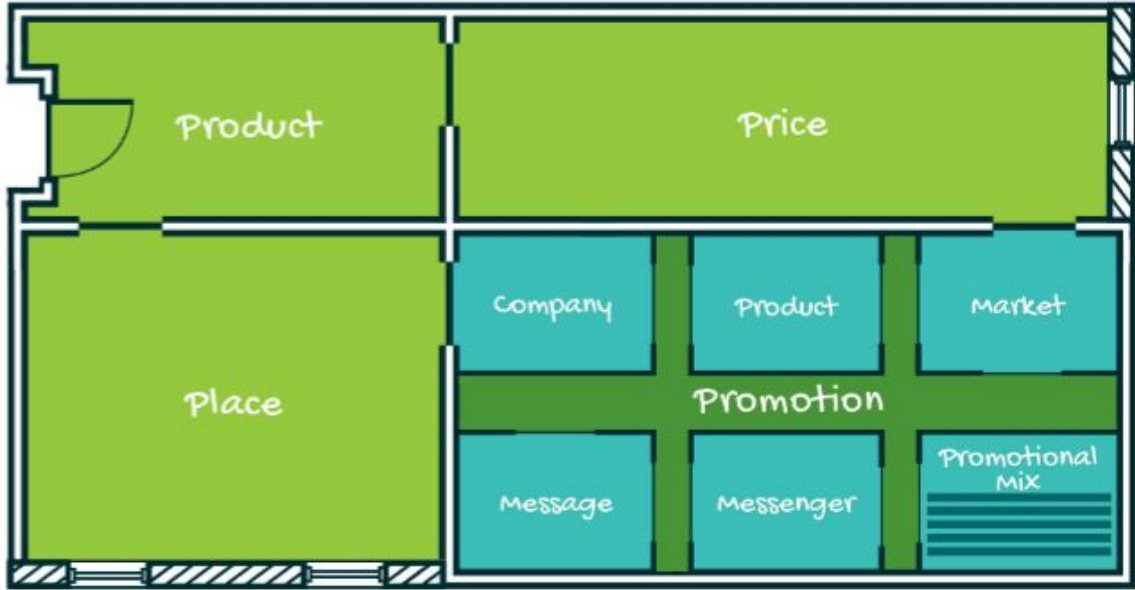 Product
Price
Place
Company
Product
Market
Promotion
Message
Messenger
Promotional
Mix